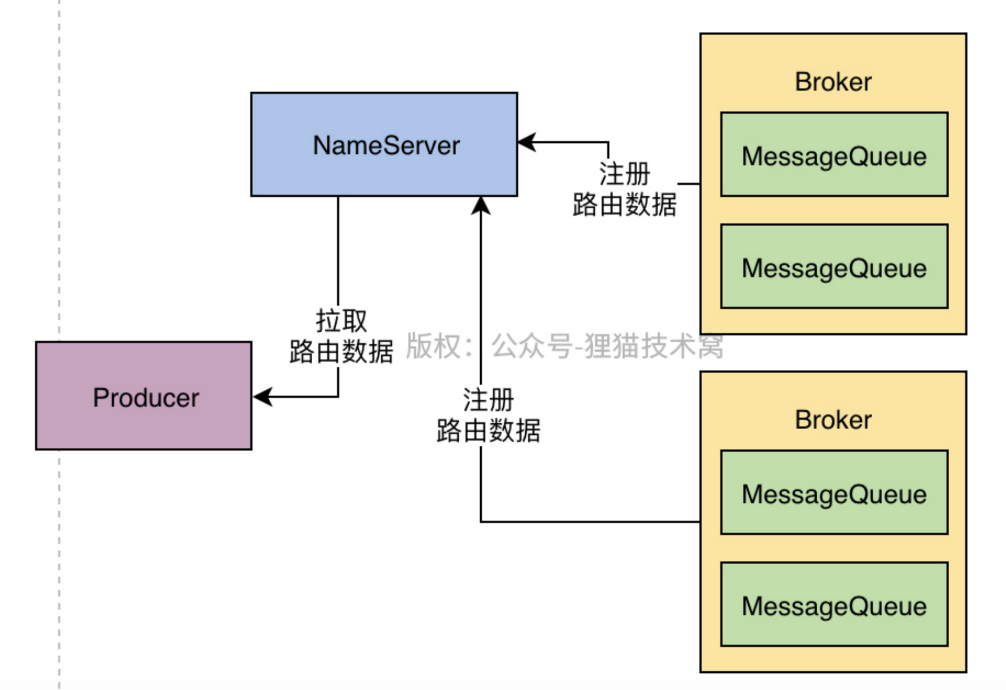 Broker
NameServer
MessageQueue
注册
路由数据
MessageQueue
拉取
路由数据
版权：公众号-狸猫技术窝
Producer
注册
路由数据
Broker
MessageQueue
MessageQueue